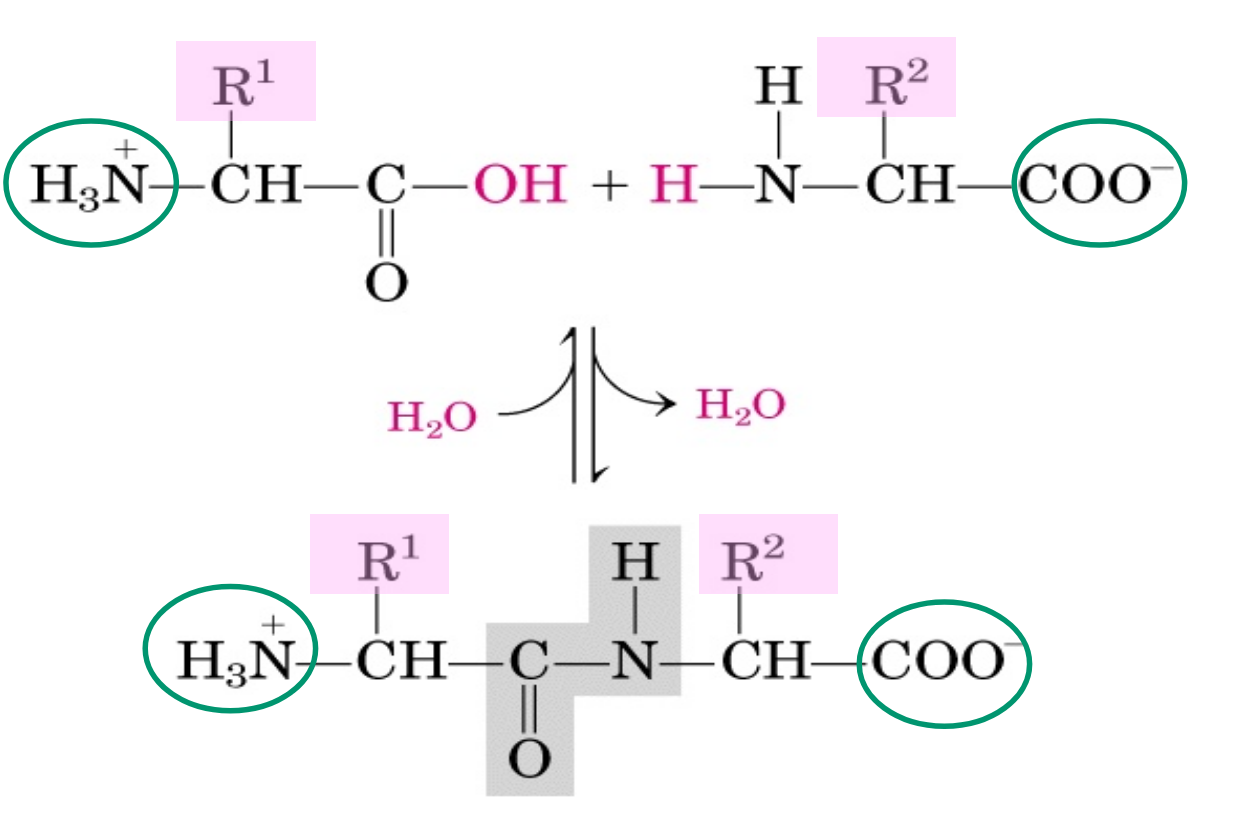 R¹ H R²
H₃N⁺—CH—C—OH + H—N—CH—COO⁻
O
H₂O H₂O
R¹ H R²
H₃N⁺—CH—C—N—CH—COO⁻
O